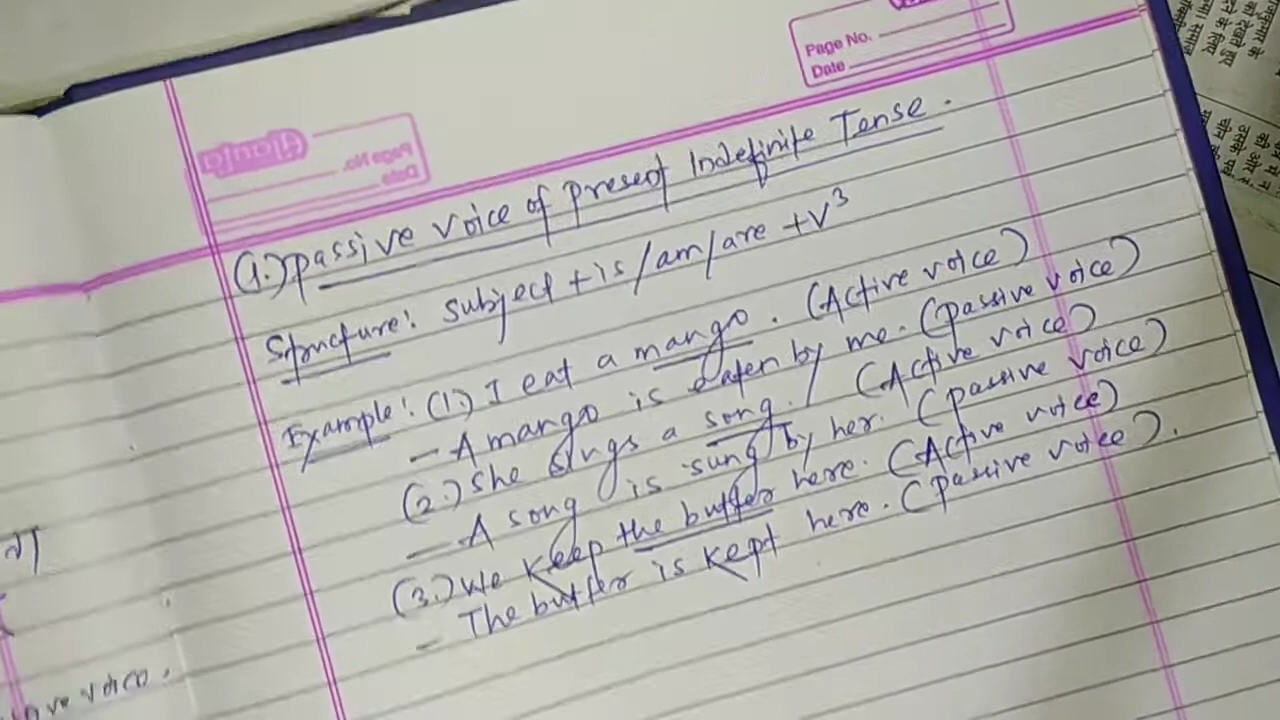 Page No.
Date
(1.) Passive voice of Present Indefinite Tense.
Structure: Subject + is/am/are + V3
Example: (1.) I eat a mango. (Active voice)
- A mango is eaten by me. (Passive voice)
(2.) She sings a song. (Active voice)
- A song is sung by her. (Passive voice)
(3.) We keep the butter here. (Active voice)
- The butter is kept here. (Passive voice).
voice.